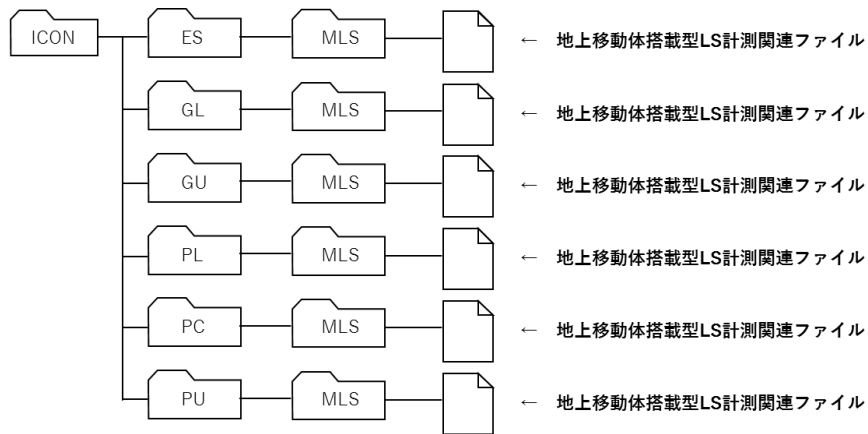 ICON ES MLS ← 地上移動体搭載型LS計測関連ファイル
GL MLS ← 地上移動体搭載型LS計測関連ファイル
GU MLS ← 地上移動体搭載型LS計測関連ファイル
PL MLS ← 地上移動体搭載型LS計測関連ファイル
PC MLS ← 地上移動体搭載型LS計測関連ファイル
PU MLS ← 地上移動体搭載型LS計測関連ファイル